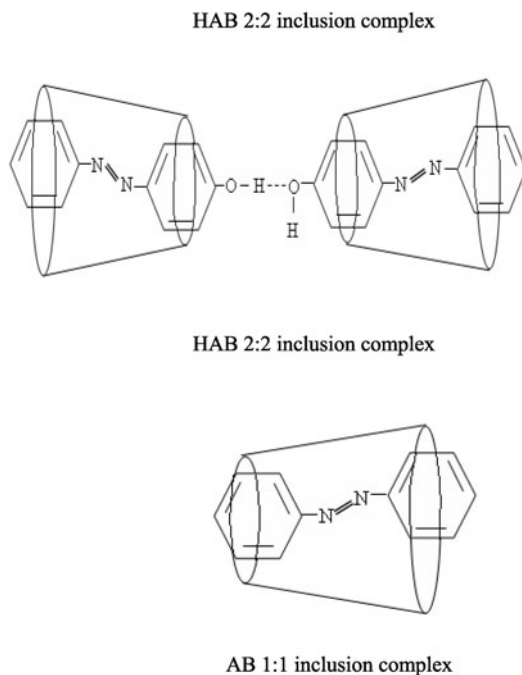 HAB 2:2 inclusion complex
N N O H O N N
H
HAB 2:2 inclusion complex
N N
AB 1:1 inclusion complex